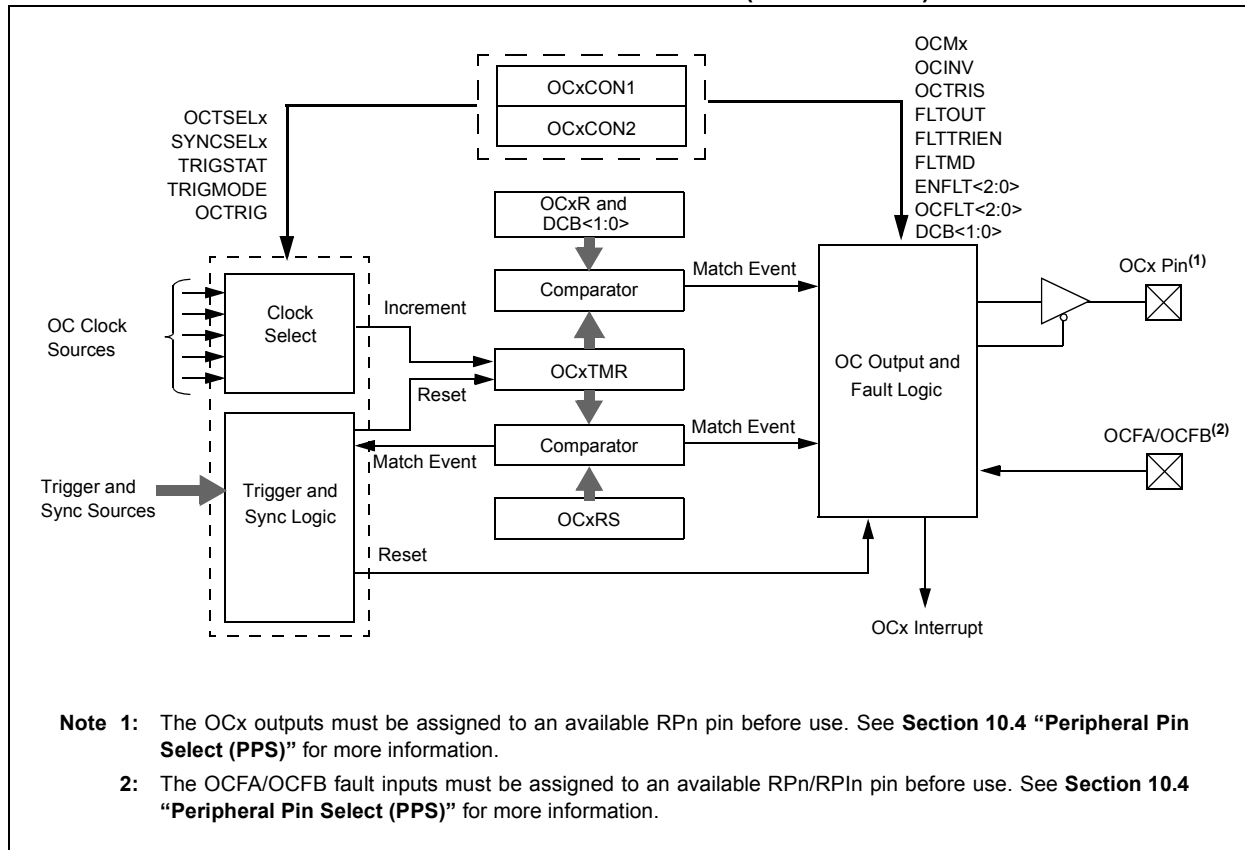 OCxCON1
OCxCON2
OCMx
OCINV
OCTRIS
FLTOUT
FLTTRIEN
FLTMD
ENFLT<2:0>
OCFLT<2:0>
DCB<1:0>
OCTSELx
SYNCSELx
TRIGSTAT
TRIGMODE
OCTRIG
OCxR and
DCB<1:0>
Match Event
Comparator
OCx Pin(1)
Increment
Clock
Select
OC Clock
Sources
OCxTMR
OC Output and
Fault Logic
Reset
Match Event
Comparator
Match Event
OCFA/OCFB(2)
Trigger and
Sync Sources
Trigger and
Sync Logic
OCxRS
Reset
OCx Interrupt
Note 1: The OCx outputs must be assigned to an available RPn pin before use. See Section 10.4 “Peripheral Pin
Select (PPS)” for more information.
2: The OCFA/OCFB fault inputs must be assigned to an available RPn/RPIn pin before use. See Section 10.4
“Peripheral Pin Select (PPS)” for more information.